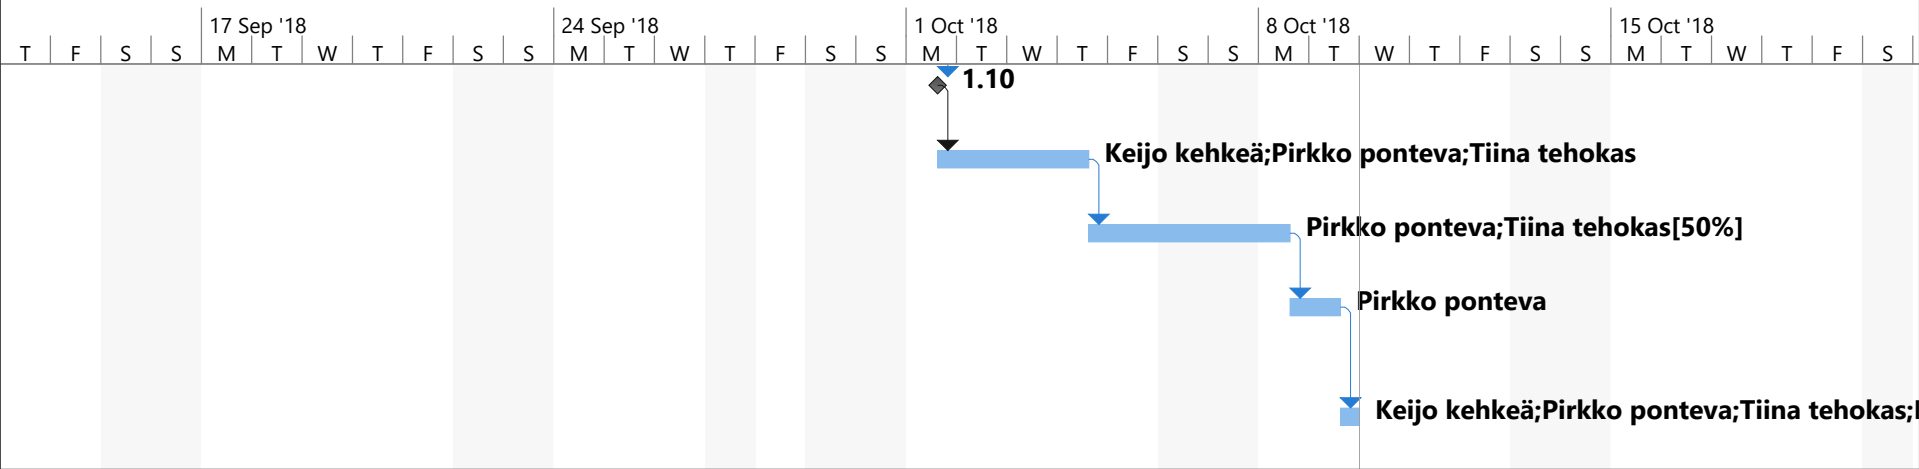 17 Sep '18 24 Sep '18 1 Oct '18 8 Oct '18 15 Oct '18
T F S S M T W T F S S M T W T F S S M T W T F S S M T W T F S S M T W T F S
1.10
Keijo kehkeä;Pirkko ponteva;Tiina tehokas
Pirkko ponteva;Tiina tehokas[50%]
Pirkko ponteva
Keijo kehkeä;Pirkko ponteva;Tiina tehokas;